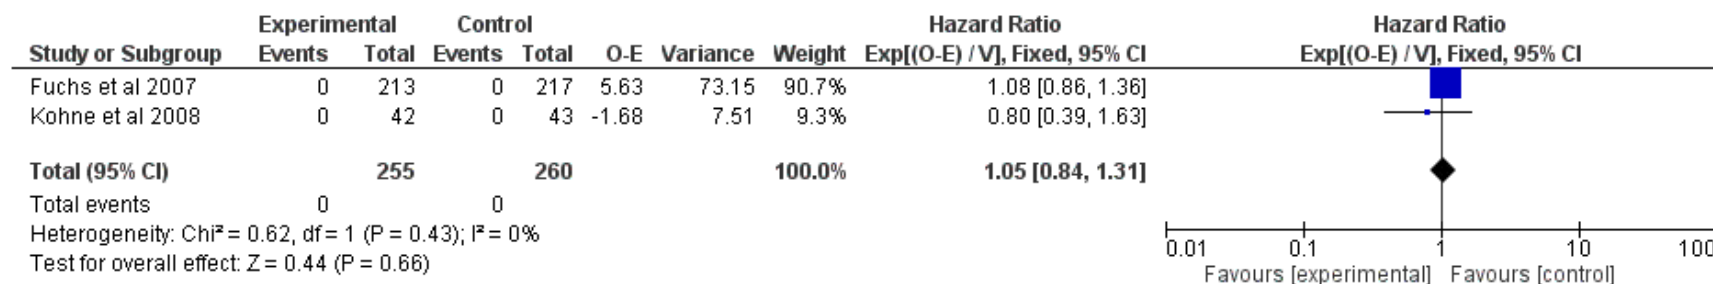 Experimental Control Hazard Ratio Hazard Ratio
Study or Subgroup Events Total Events Total O-E Variance Weight Exp[(O-E) / V], Fixed, 95% CI Exp[(O-E) / V], Fixed, 95% CI
Fuchs et al 2007 0 213 0 217 5.63 73.15 90.7% 1.08 [0.86, 1.36]
Kohne et al 2008 0 42 0 43 -1.68 7.51 9.3% 0.80 [0.39, 1.63]
Total (95% CI) 255 260 100.0% 1.05 [0.84, 1.31]
Total events 0 0
Heterogeneity: Chi² = 0.62, df = 1 (P = 0.43); I² = 0%
Test for overall effect: Z = 0.44 (P = 0.66)
0.01 0.1 1 10 100
Favours [experimental] Favours [control]